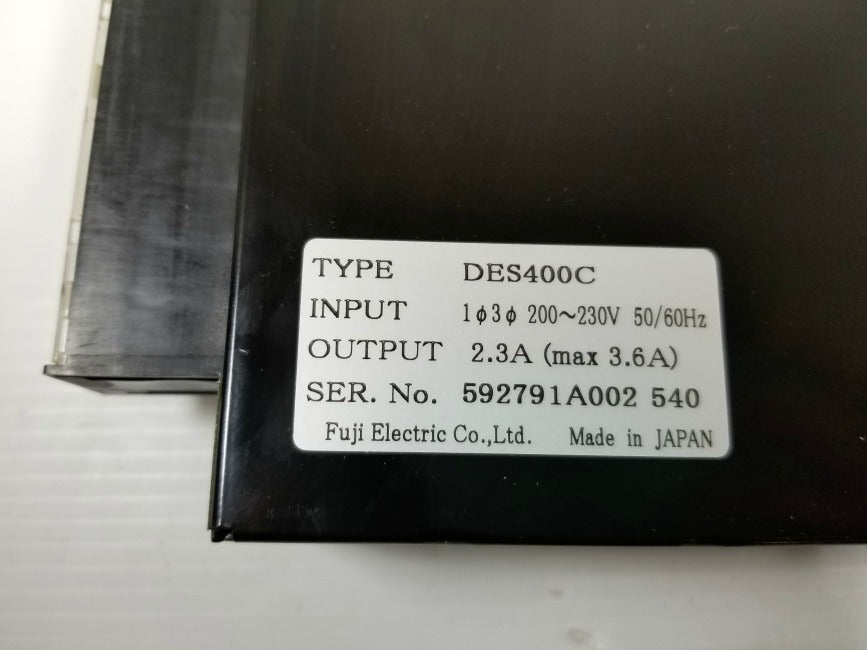 TYPE DES400C
INPUT 1ϕ3ϕ 200~230V 50/60Hz
OUTPUT 2.3A (max 3.6A)
SER. No. 592791A002 540
Fuji Electric Co.,Ltd. Made in JAPAN